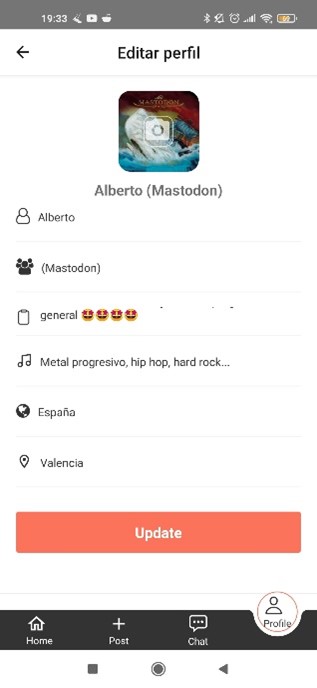 19:33
Editar perfil
MASTODON
Alberto (Mastodon)
Alberto
(Mastodon)
general 🤩🤩🤩🤩
Metal progresivo, hip hop, hard rock...
España
Valencia
Update
Home
Post
Chat
Profile